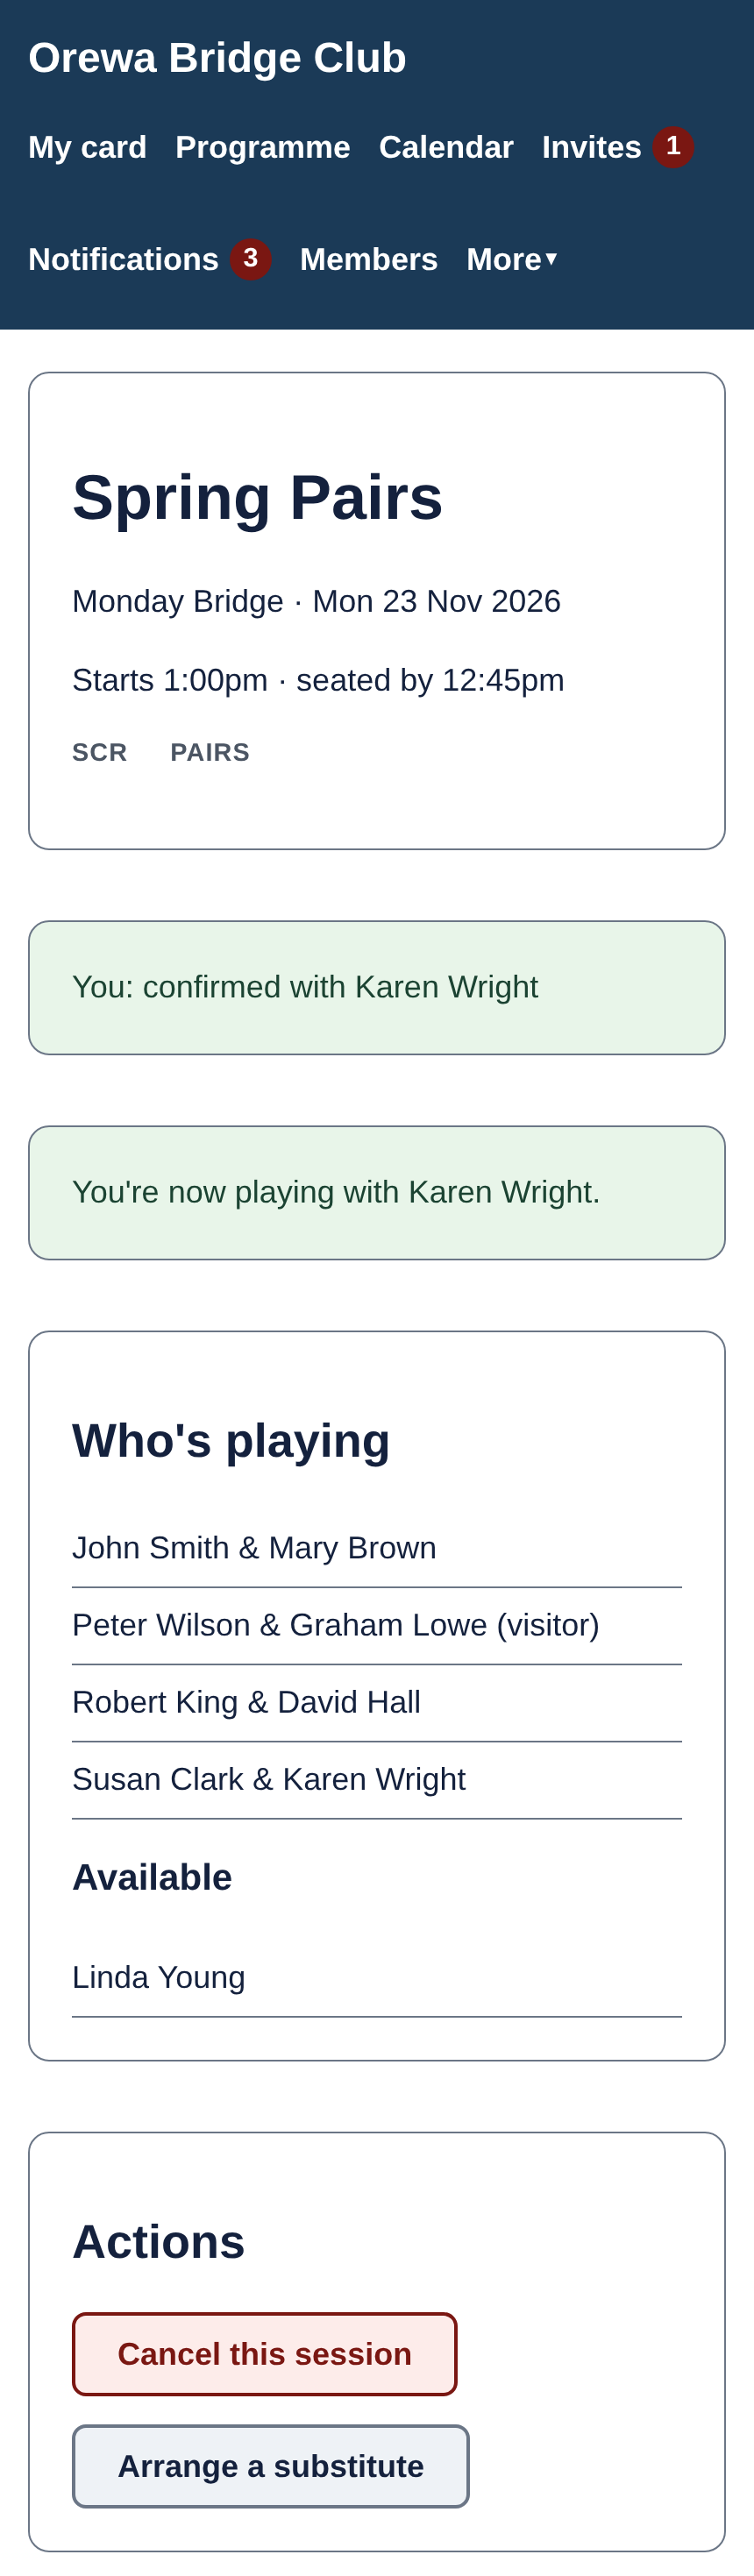 Orewa Bridge Club
My card Programme Calendar Invites 1
Notifications 3 Members More ▾
Spring Pairs
Monday Bridge · Mon 23 Nov 2026
Starts 1:00pm · seated by 12:45pm
SCR PAIRS
You: confirmed with Karen Wright
You're now playing with Karen Wright.
Who's playing
John Smith & Mary Brown
Peter Wilson & Graham Lowe (visitor)
Robert King & David Hall
Susan Clark & Karen Wright
Available
Linda Young
Actions
Cancel this session
Arrange a substitute